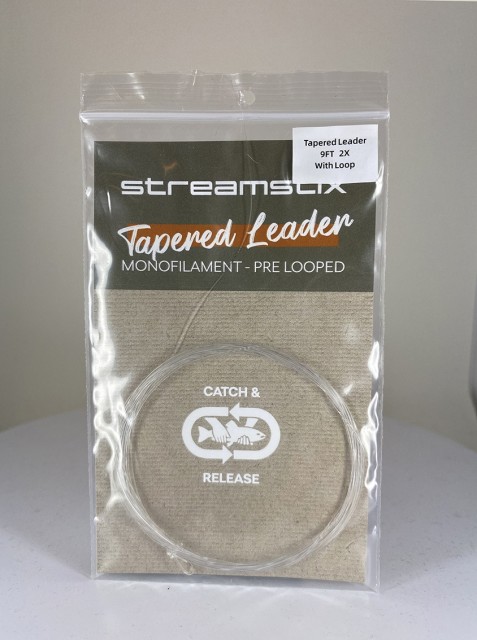 Tapered Leader
9FT 2X
With Loop
streamstix
Tapered Leader
MONOFILAMENT - PRE LOOPED
CATCH &
RELEASE